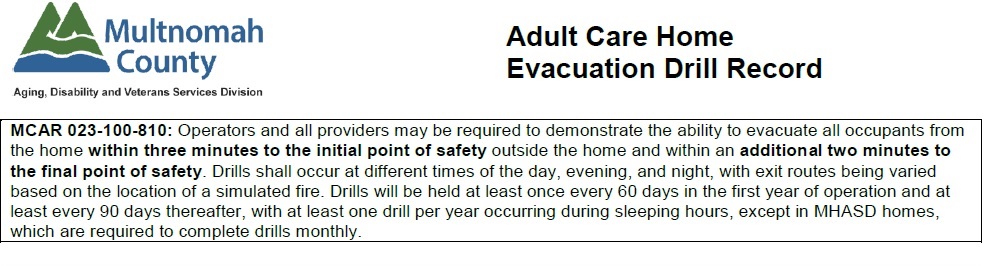 Multnomah
County
Aging, Disability and Veterans Services Division
Adult Care Home
Evacuation Drill Record
MCAR 023-100-810: Operators and all providers may be required to demonstrate the ability to evacuate all occupants from
the home within three minutes to the initial point of safety outside the home and within an additional two minutes to
the final point of safety. Drills shall occur at different times of the day, evening, and night, with exit routes being varied
based on the location of a simulated fire. Drills will be held at least once every 60 days in the first year of operation and at
least every 90 days thereafter, with at least one drill per year occurring during sleeping hours, except in MHASD homes,
which are required to complete drills monthly.